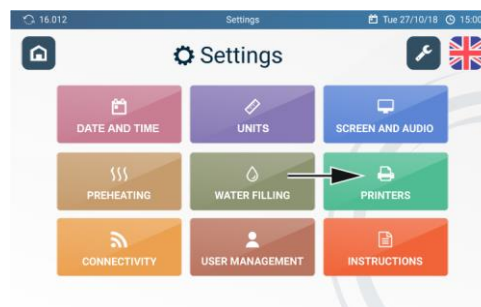 16.012 Settings Tue 27/10/18 15:00
Settings
DATE AND TIME UNITS SCREEN AND AUDIO
PREHEATING WATER FILLING PRINTERS
CONNECTIVITY USER MANAGEMENT INSTRUCTIONS